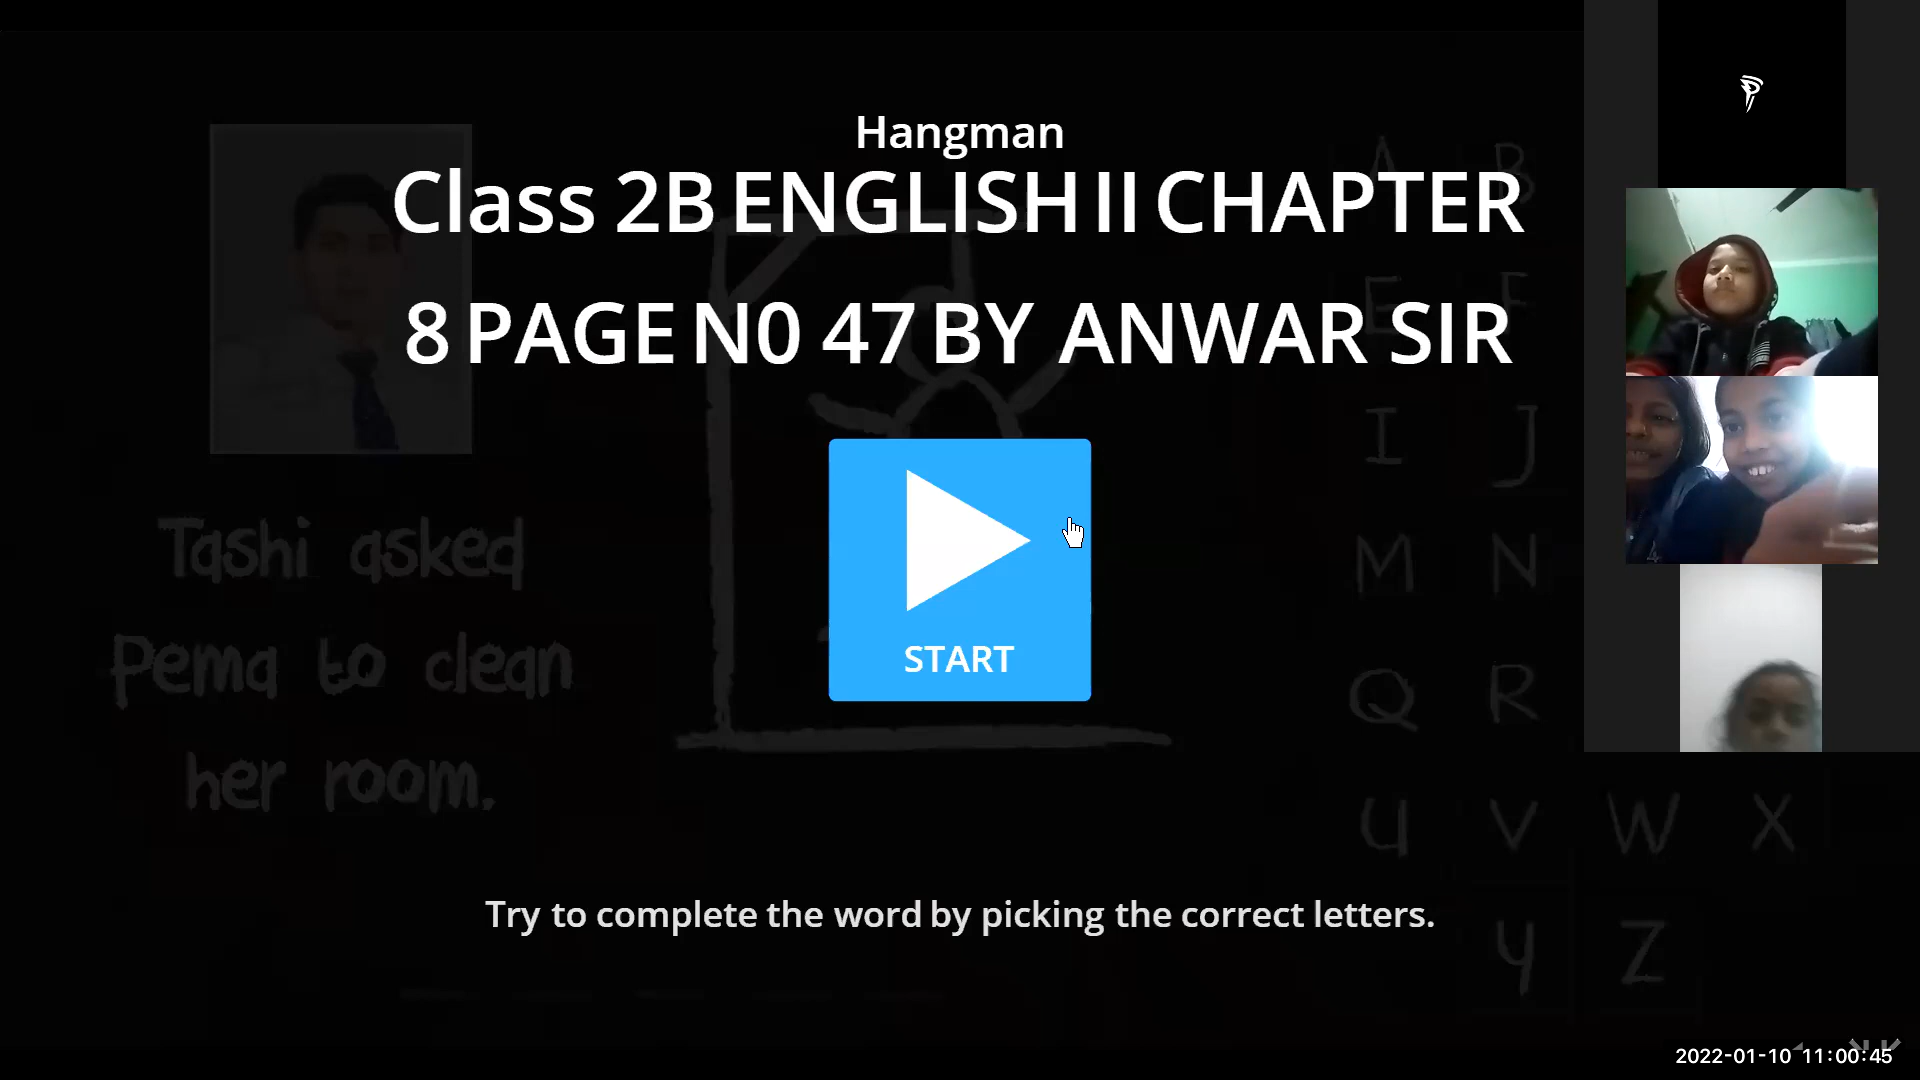 Hangman
Class 2B ENGLISH II CHAPTER
8 PAGE N0 47 BY ANWAR SIR
Tashi asked
Pema to clean
her room.
START
Try to complete the word by picking the correct letters.
A B
E F
I J
M N
Q R
U V W X
Y Z
2022-01-10 11:00:45